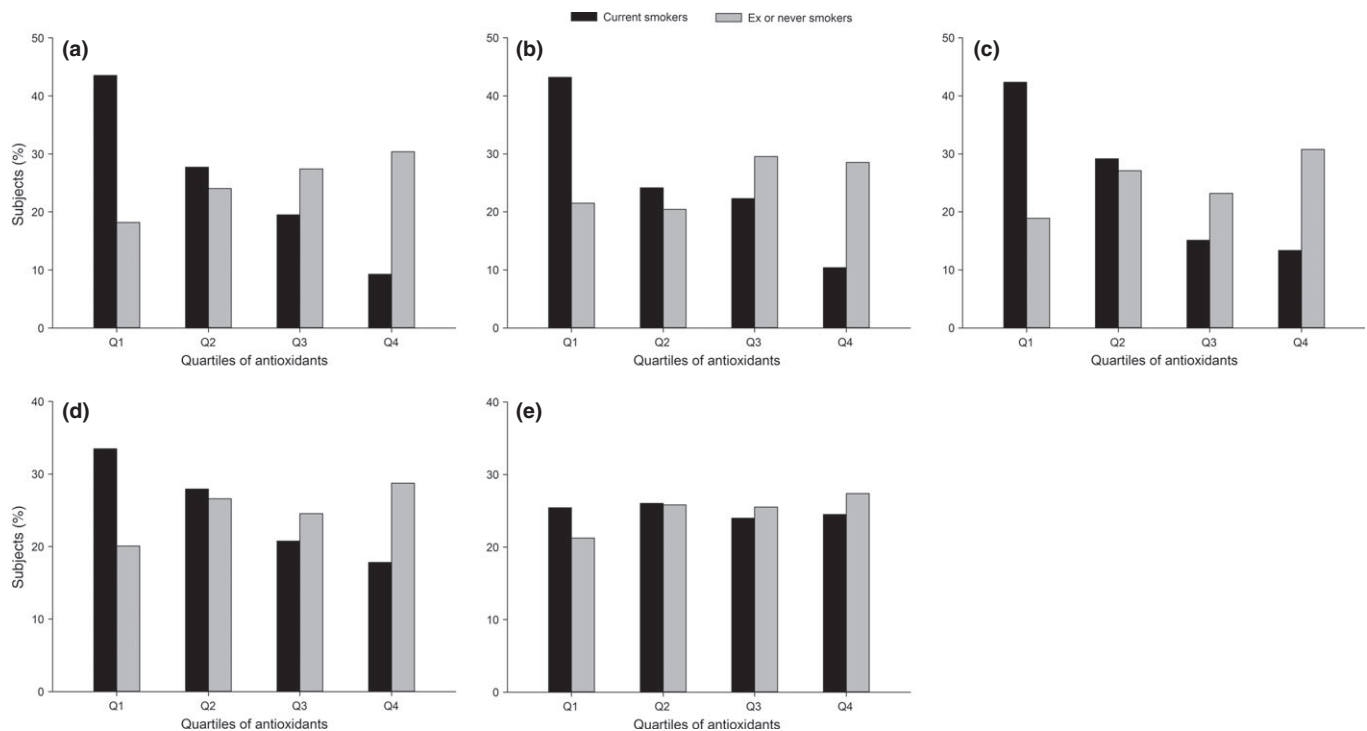 Current smokers Ex or never smokers
(a)
50
40
30
20
10
0
Subjects (%)
Q1 Q2 Q3 Q4
Quartiles of antioxidants
(b)
50
40
30
20
10
0
Q1 Q2 Q3 Q4
Quartiles of antioxidants
(c)
50
40
30
20
10
0
Q1 Q2 Q3 Q4
Quartiles of antioxidants
(d)
40
30
20
10
0
Subjects (%)
Q1 Q2 Q3 Q4
Quartiles of antioxidants
(e)
40
30
20
10
0
Q1 Q2 Q3 Q4
Quartiles of antioxidants